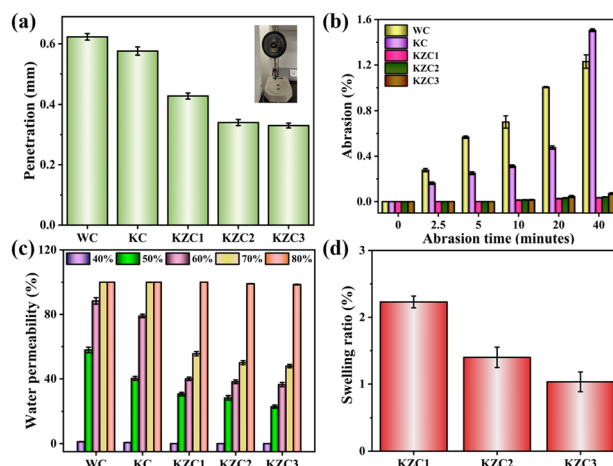 (a)
Penetration (mm)
0.6
0.4
0.2
0.0
WC KC KZC1 KZC2 KZC3
(b)
Abrasion (%)
1.8
1.2
0.6
0.0
WC
KC
KZC1
KZC2
KZC3
0 2.5 5 10 20 40
Abrasion time (minutes)
(c)
Water permeability (%)
120
80
40
0
40% 50% 60% 70% 80%
WC KC KZC1 KZC2 KZC3
(d)
Swelling ratio (%)
3
2
1
0
KZC1 KZC2 KZC3